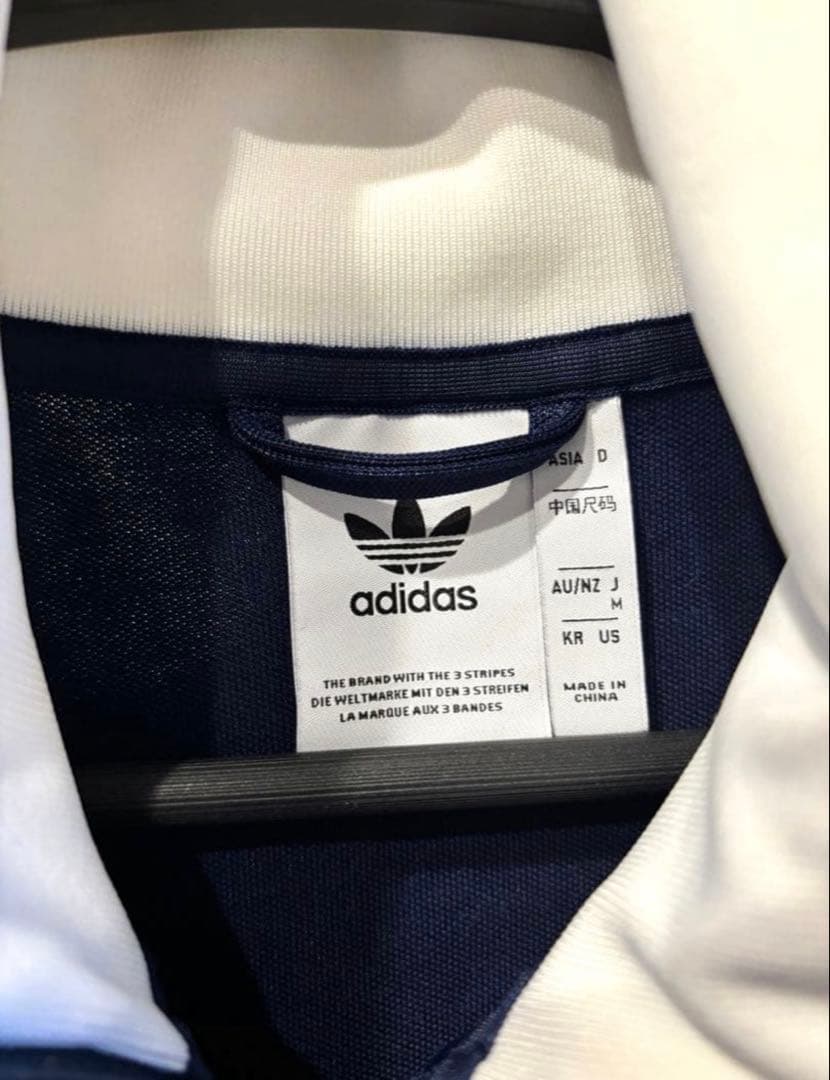 adidas
THE BRAND WITH THE 3 STRIPES
DIE WELTMARKE MIT DEN 3 STREIFEN
LA MARQUE AUX 3 BANDES
ASIA D
中国尺码
AU/NZ J
M
KR US
MADE IN
CHINA